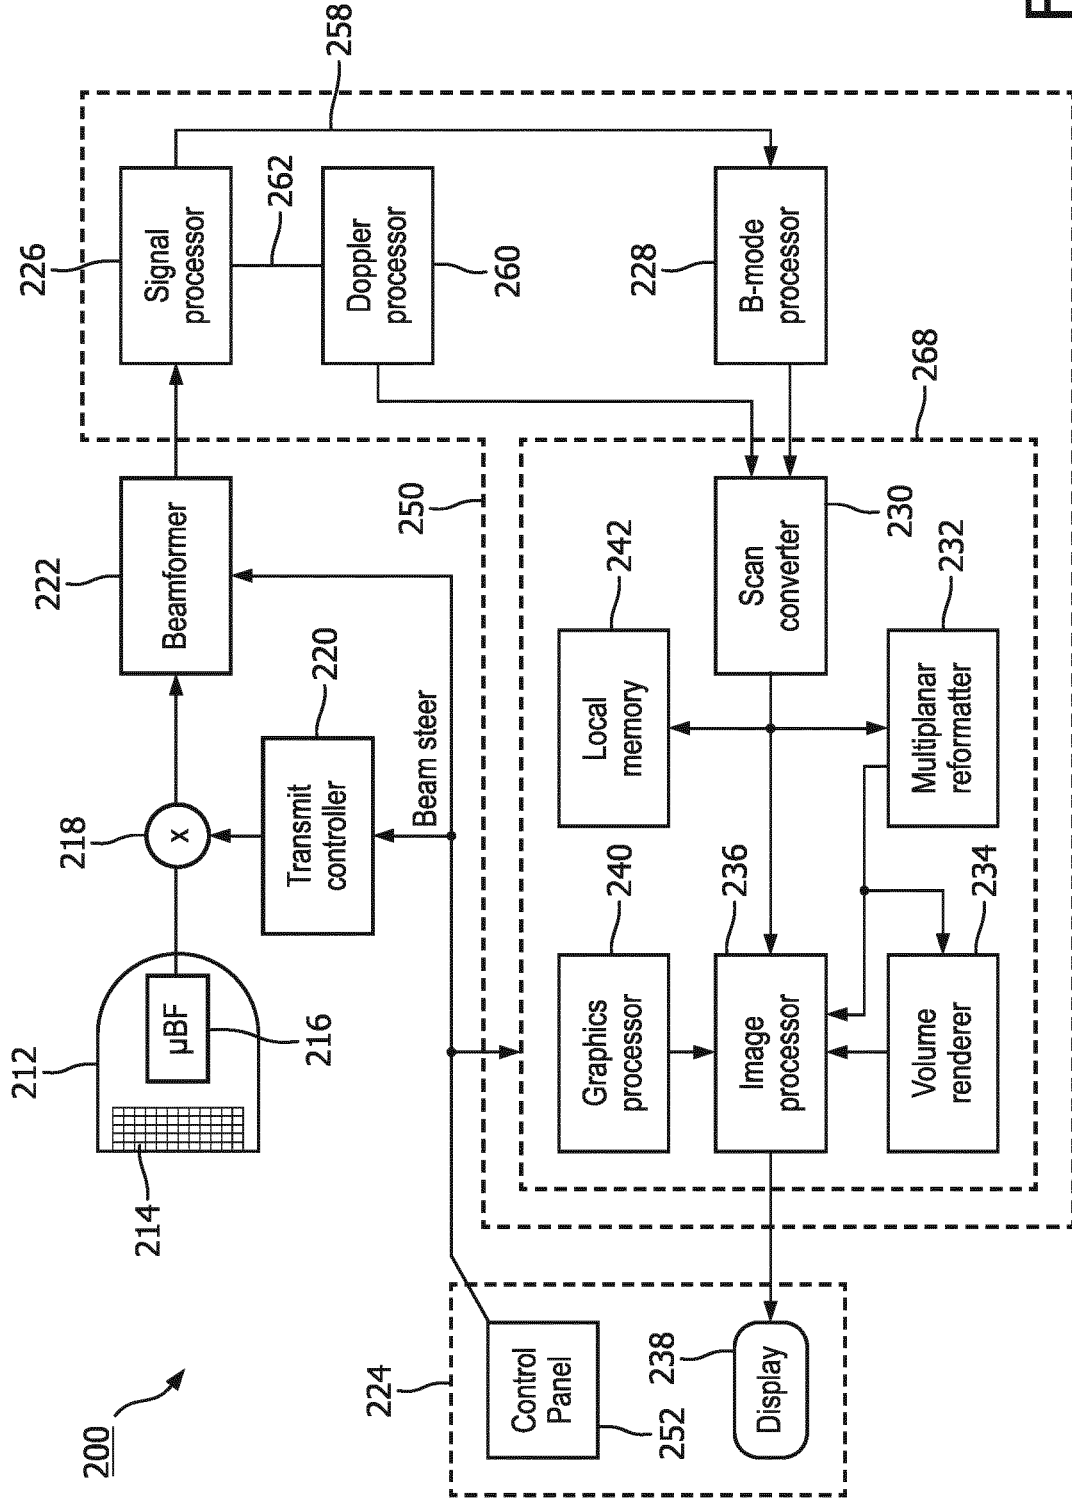 200
212
214
µBF
216
218
X
222
Beamformer
226
Signal
processor
258
262
220
Transmit
controller
Beam steer
Doppler
processor
260
224
250
Control
Panel
252
240
Graphics
processor
242
Local
memory
238
Display
236
Image
processor
Scan
converter
230
228
B-mode
processor
268
Volume
renderer
234
Multiplanar
reformatter
232